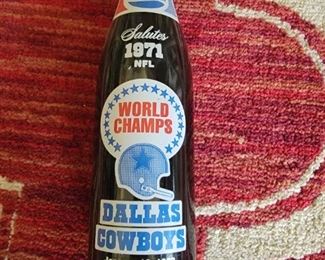 Salutes
1971
NFL
WORLD
CHAMPS
DALLAS
COWBOYS